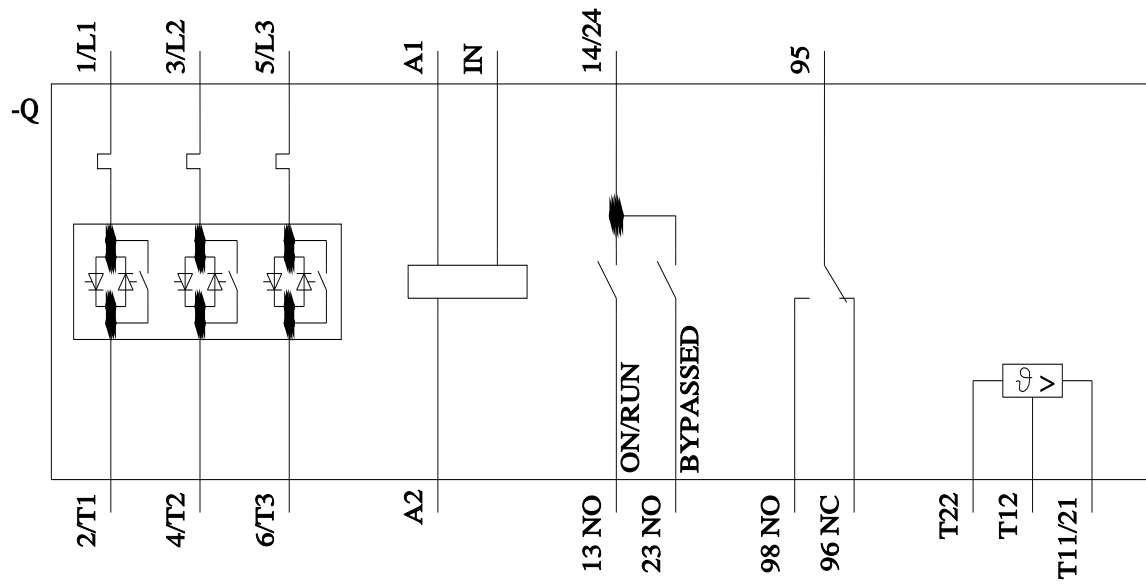 1/L1
3/L2
5/L3
A1
IN
14/24
95
-Q
ON/RUN
BYPASSED
ϑ >
2/T1
4/T2
6/T3
A2
13 NO
23 NO
98 NO
96 NC
T22
T12
T11/21